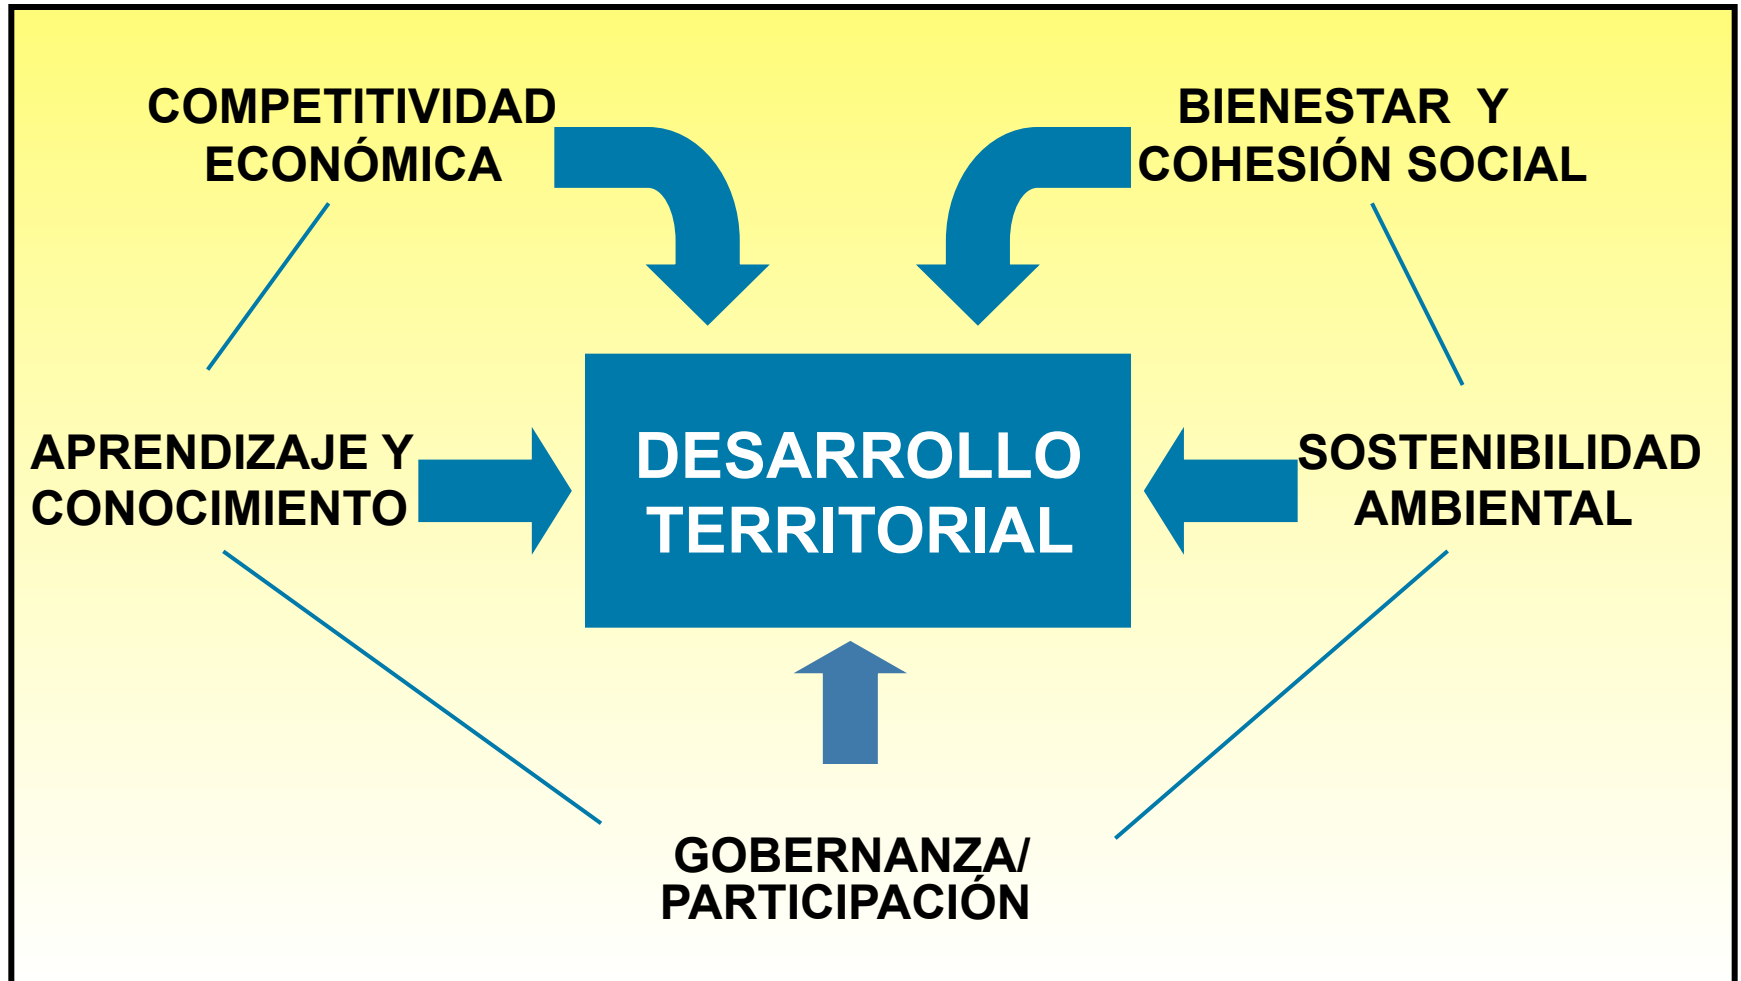 COMPETITIVIDAD
ECONÓMICA
BIENESTAR Y
COHESIÓN SOCIAL
APRENDIZAJE Y
CONOCIMIENTO
DESARROLLO
TERRITORIAL
SOSTENIBILIDAD
AMBIENTAL
GOBERNANZA/
PARTICIPACIÓN